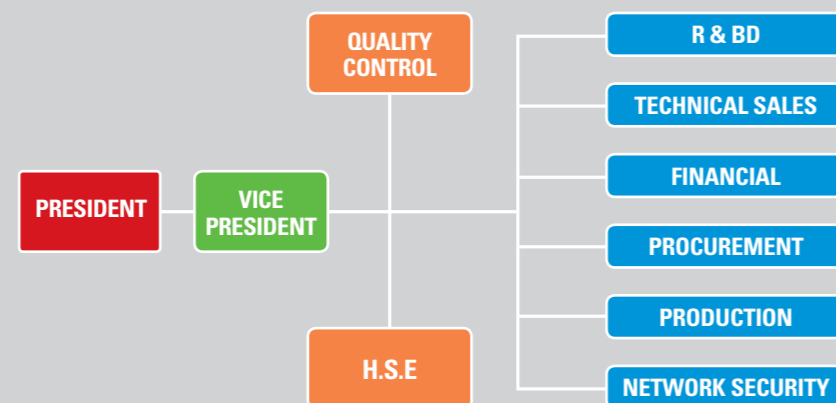 PRESIDENT
VICE
PRESIDENT
QUALITY
CONTROL
H.S.E
R & BD
TECHNICAL SALES
FINANCIAL
PROCUREMENT
PRODUCTION
NETWORK SECURITY